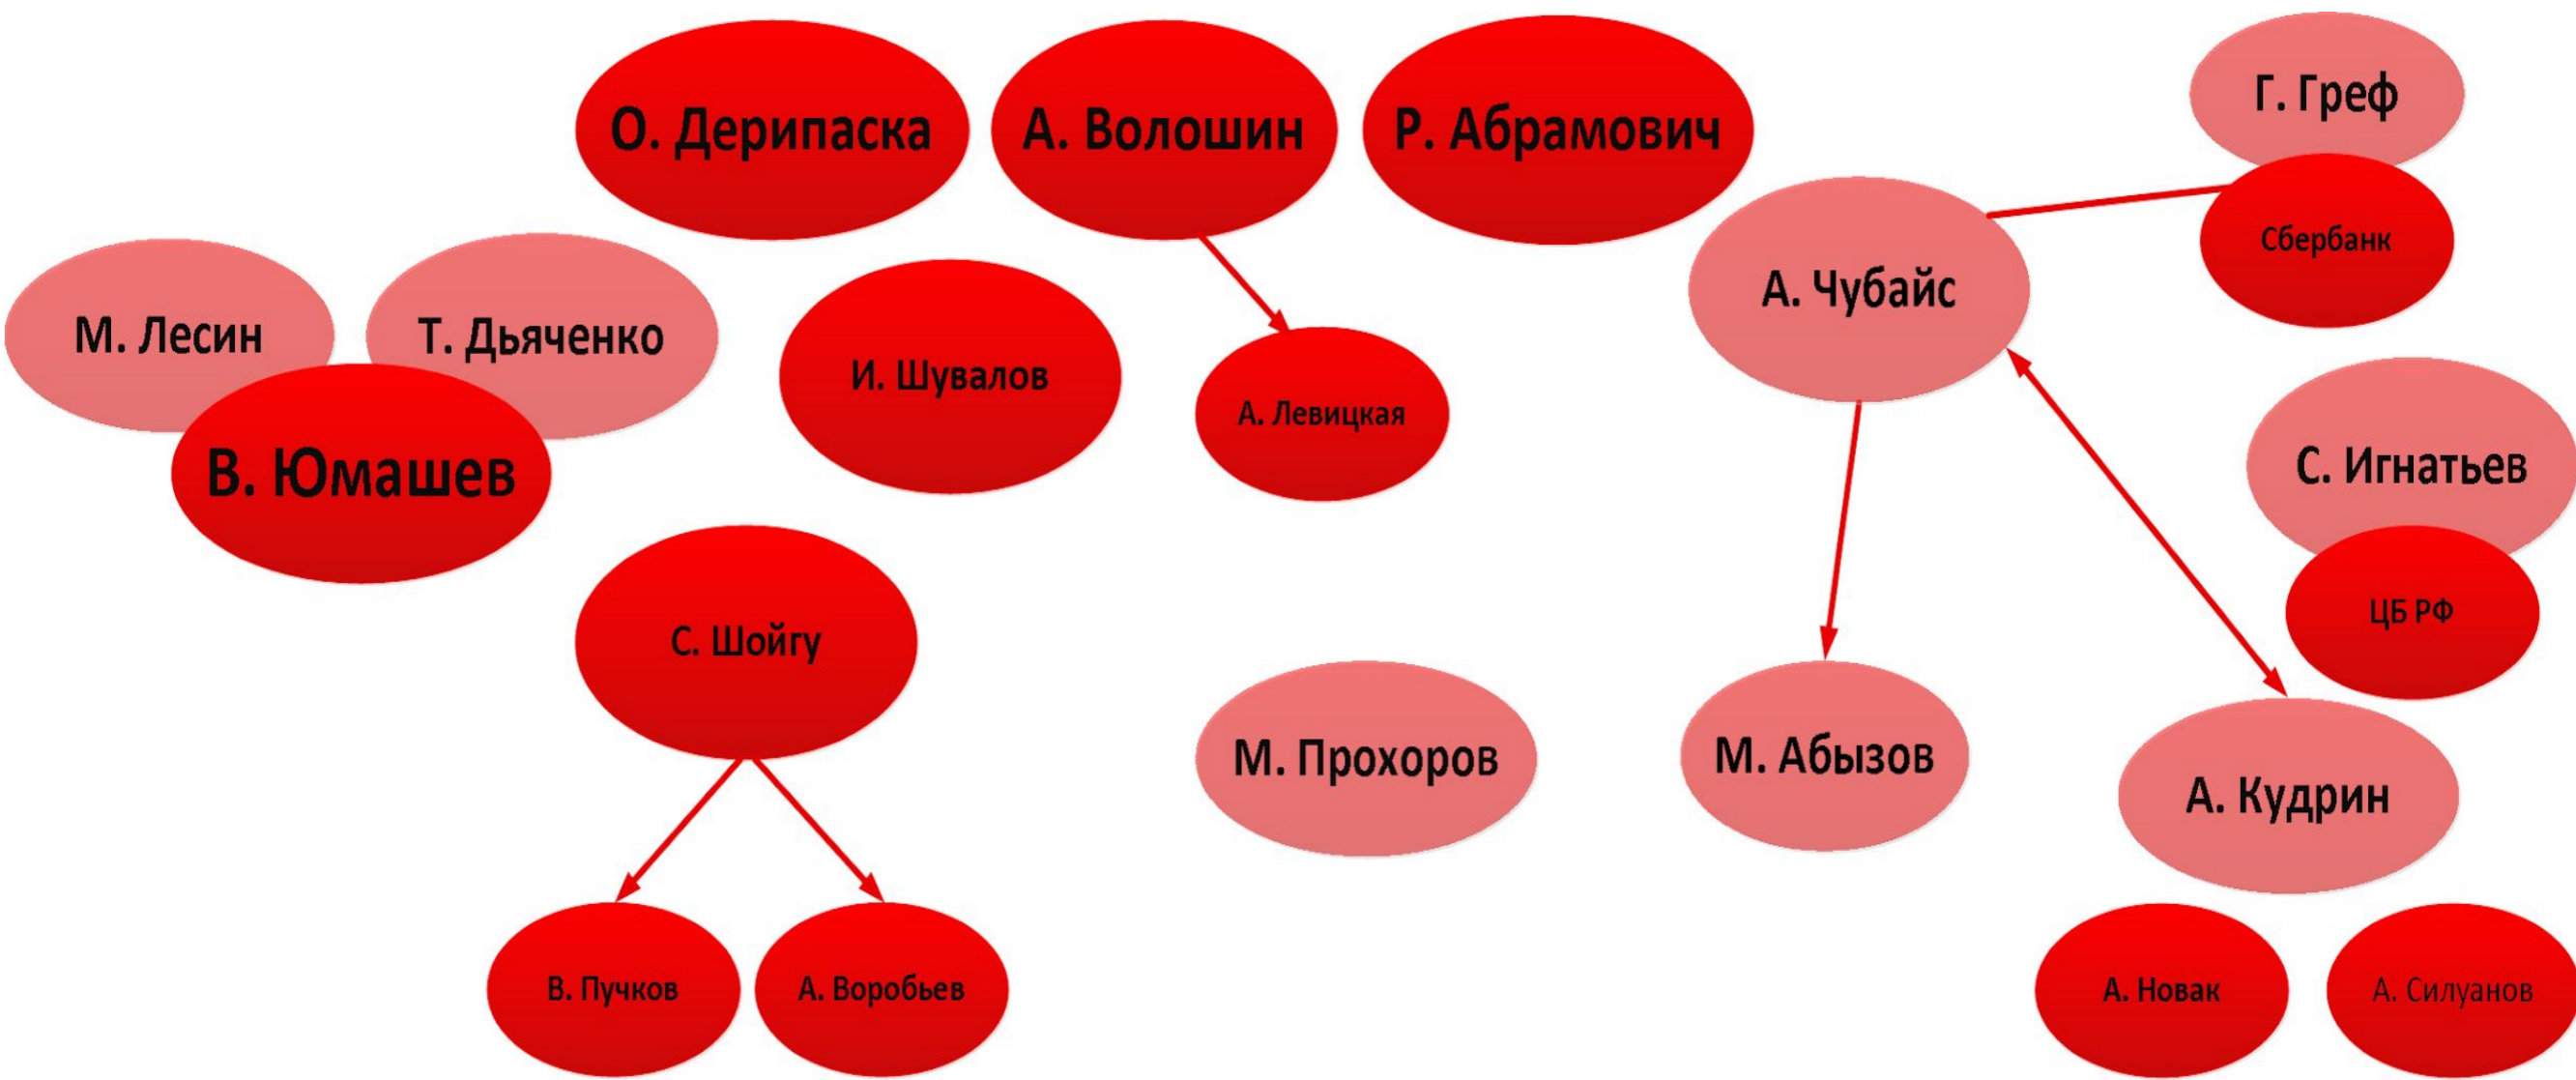 Г. Греф
О. Дерипаска
А. Волошин
Р. Абрамович
Сбербанк
А. Чубайс
М. Лесин
Т. Дьяченко
И. Шувалов
А. Левицкая
В. Юмашев
С. Игнатьев
ЦБ РФ
С. Шойгу
М. Прохоров
М. Абызов
А. Кудрин
В. Пучков
А. Воробьев
А. Новак
А. Силуанов